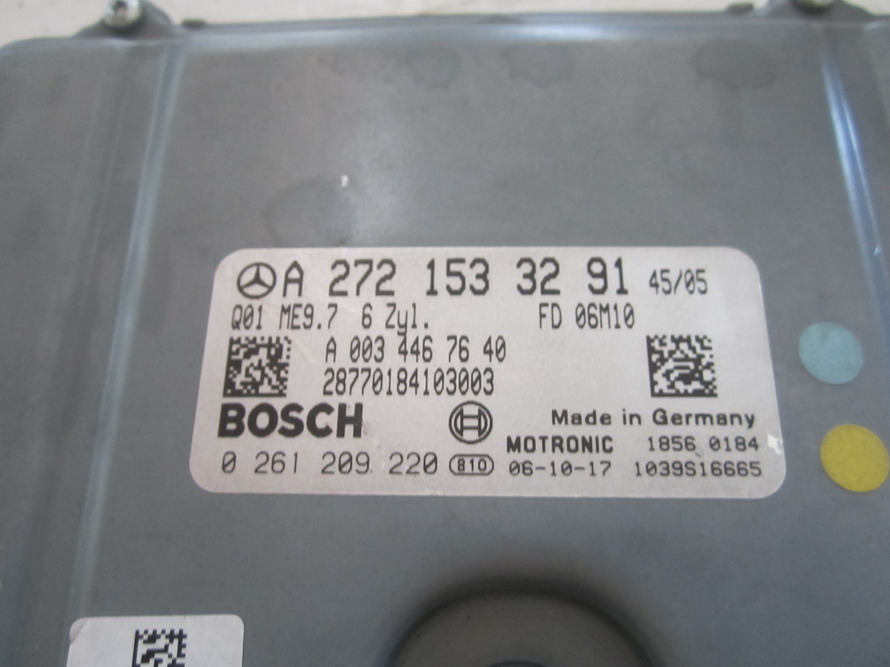 A 272 153 32 91 45/05
Q01 ME9.7 6 Zyl. FD 06M10
A 003 446 76 40
28770184103003
BOSCH Made in Germany
MOTRONIC 1856 0184
0 261 209 220 810 06-10-17 1039S16665